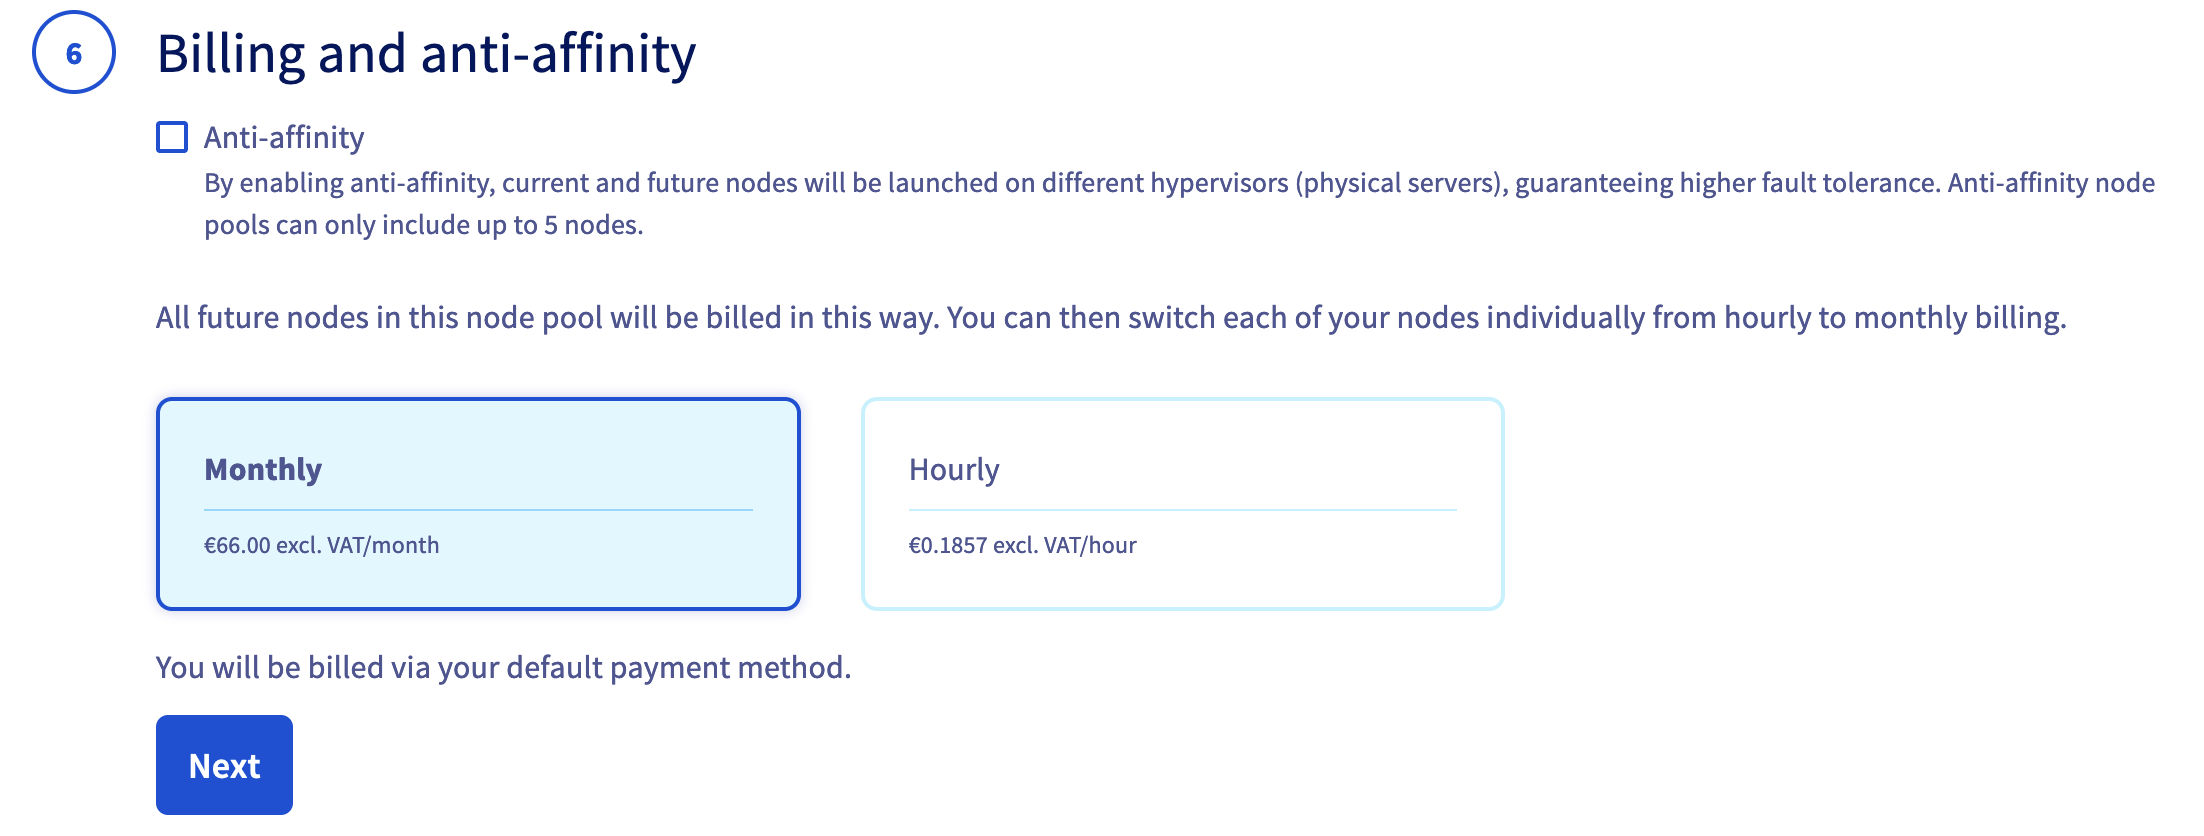 6
Billing and anti-affinity
Anti-affinity
By enabling anti-affinity, current and future nodes will be launched on different hypervisors (physical servers), guaranteeing higher fault tolerance. Anti-affinity node
pools can only include up to 5 nodes.
All future nodes in this node pool will be billed in this way. You can then switch each of your nodes individually from hourly to monthly billing.
Monthly
€66.00 excl. VAT/month
Hourly
€0.1857 excl. VAT/hour
You will be billed via your default payment method.
Next